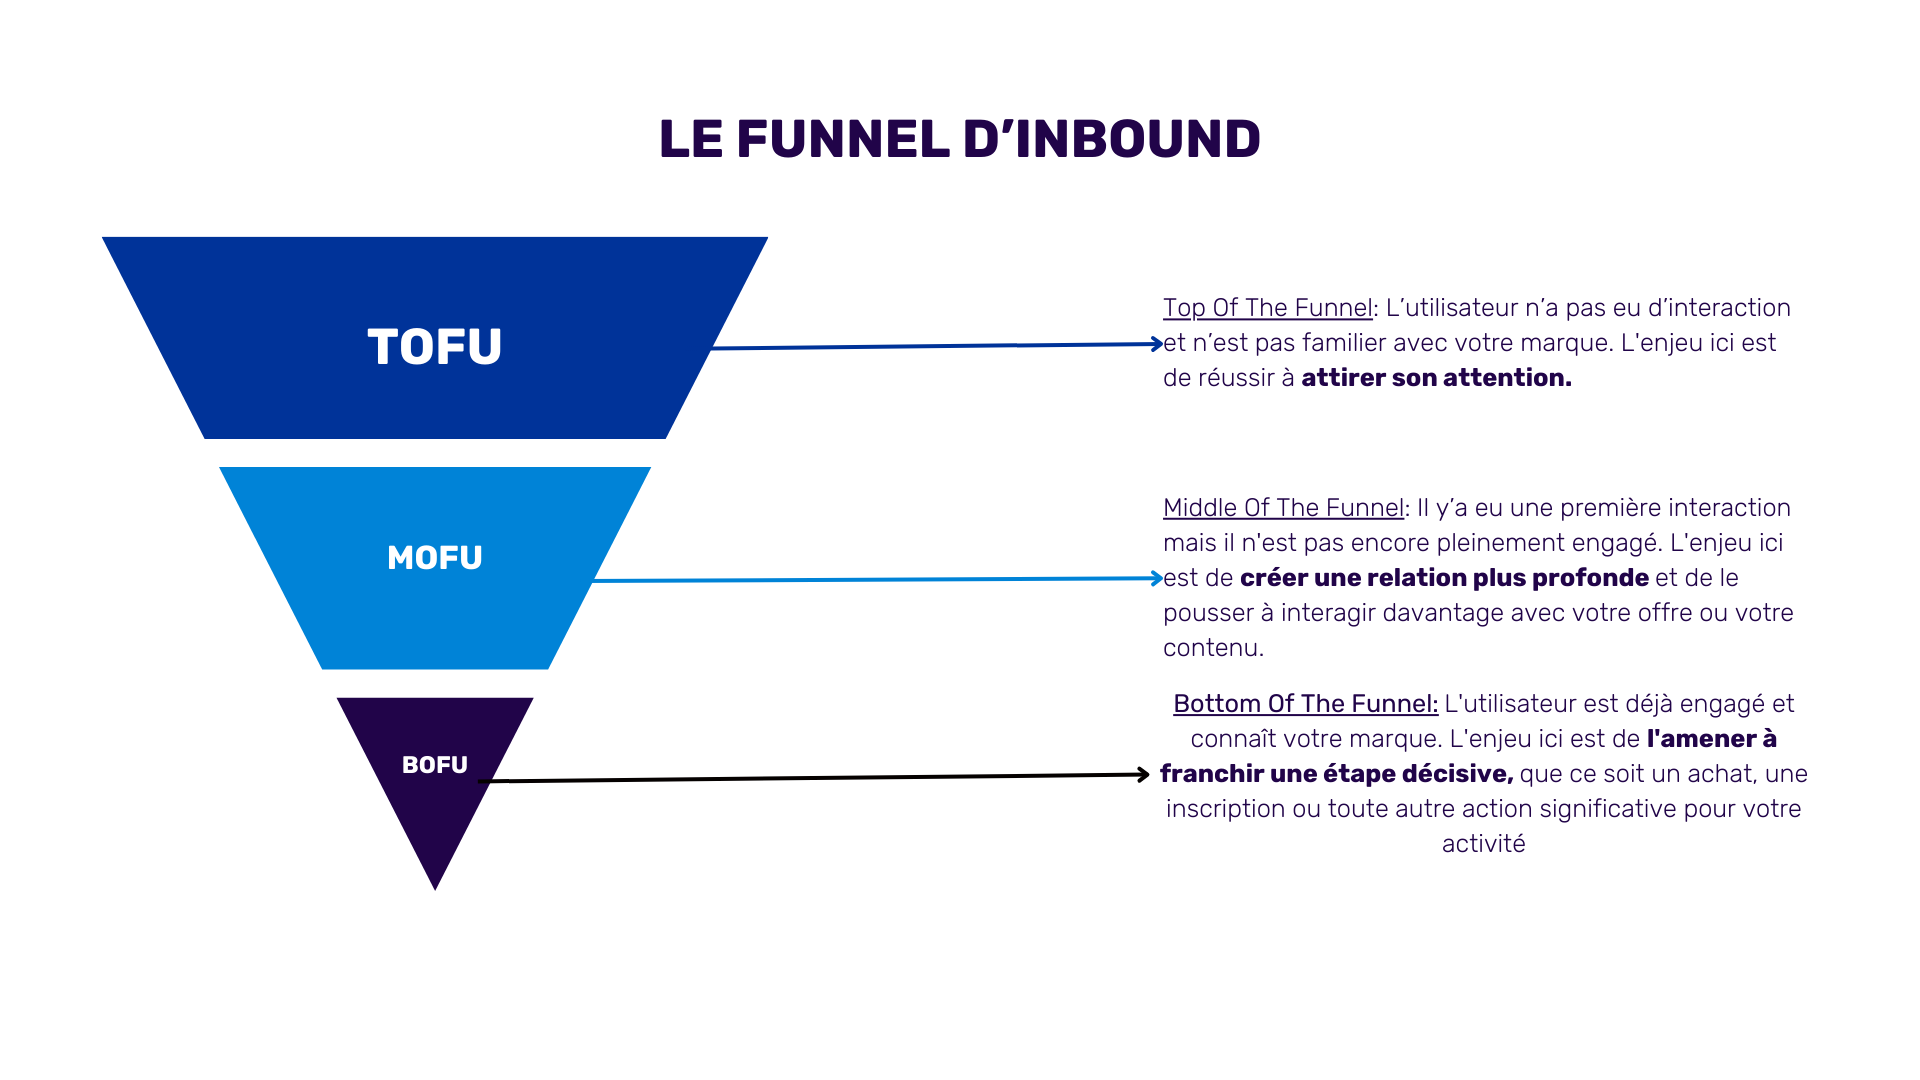 LE FUNNEL D’INBOUND
TOFU
Top Of The Funnel: L’utilisateur n’a pas eu d’interaction
et n’est pas familier avec votre marque. L'enjeu ici est
de réussir à attirer son attention.
MOFU
Middle Of The Funnel: Il y’a eu une première interaction
mais il n'est pas encore pleinement engagé. L'enjeu ici
est de créer une relation plus profonde et de le
pousser à interagir davantage avec votre offre ou votre
contenu.
BOFU
Bottom Of The Funnel: L'utilisateur est déjà engagé et
connaît votre marque. L'enjeu ici est de l'amener à
franchir une étape décisive, que ce soit un achat, une
inscription ou toute autre action significative pour votre
activité